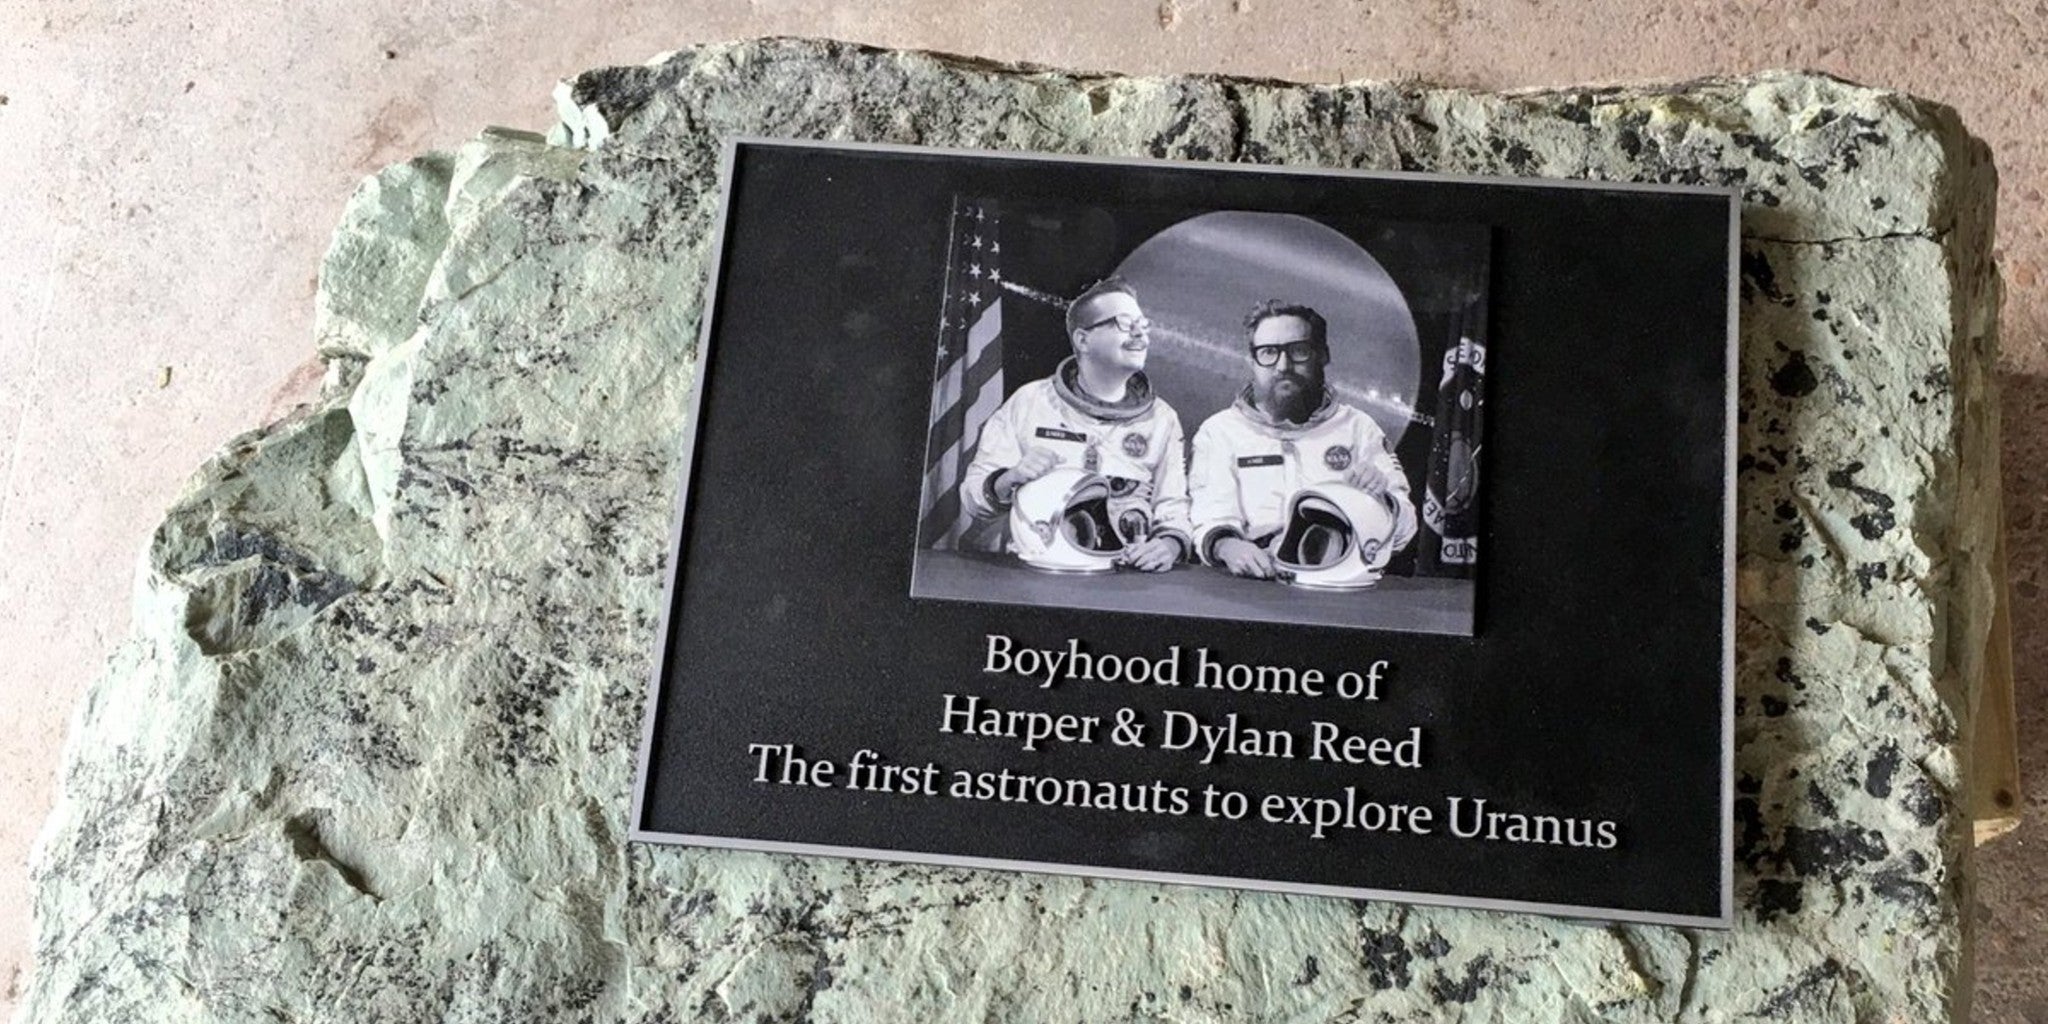 Boyhood home of
Harper & Dylan Reed
The first astronauts to explore Uranus